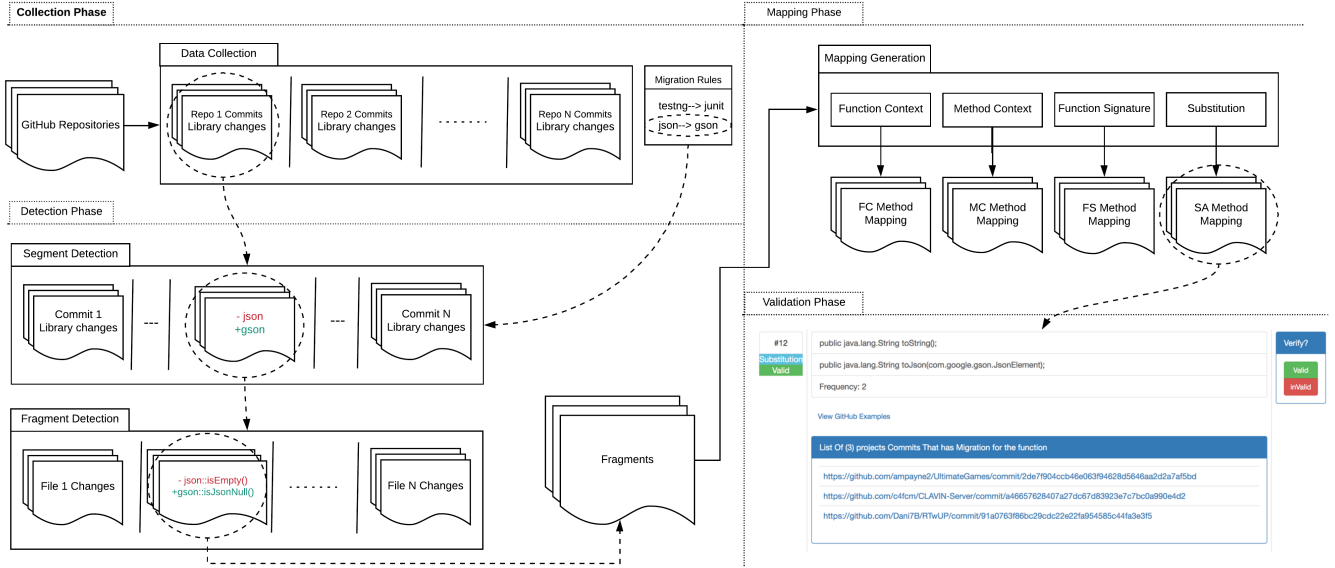 Collection Phase
Data Collection
GitHub Repositories
Repo 1 Commits
Library changes
Repo 2 Commits
Library changes
.......
Repo N Commits
Library changes
Migration Rules
testng--> junit
json--> gson
Detection Phase
Segment Detection
Commit 1
Library changes
---
- json
+gson
---
Commit N
Library changes
Fragment Detection
File 1 Changes
- json::isEmpty()
+gson::isJsonNull()
........
File N Changes
Fragments
Mapping Phase
Mapping Generation
Function Context
Method Context
Function Signature
Substitution
FC Method
Mapping
MC Method
Mapping
FS Method
Mapping
SA Method
Mapping
Validation Phase
#12
Substitution
Valid
public java.lang.String toString();
public java.lang.String toJson(com.google.gson.JsonElement);
Frequency: 2
View GitHub Examples
List Of (3) projects Commits That has Migration for the function
https://github.com/ampayne2/UltimateGames/commit/2de7f904ccb46e063f94628d5646aa2d2a7af5bd
https://github.com/c4fcm/CLAVIN-Server/commit/a46657628407a27dc67d83923e7c7bc0a990e4d2
https://github.com/Dani7B/RTwUP/commit/91a0763f86bc29cdc22e22fa954585c44fa3e3f5
Verify?
Valid
inValid